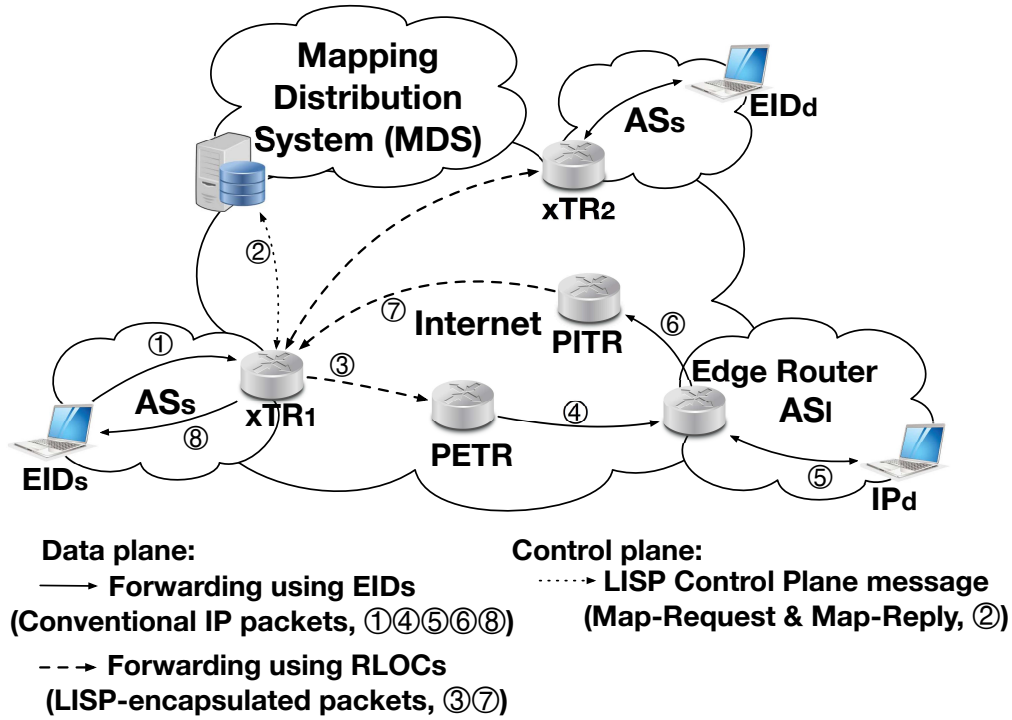 Mapping
Distribution
System (MDS)
ASs
EIDd
xTR2
②
⑦
Internet
PITR
⑥
①
③
Edge Router
ASs
xTR1
④
ASl
⑧
PETR
⑤
EIDs
IPd
Data plane:
Forwarding using EIDs
(Conventional IP packets, ①④⑤⑥⑧)
Forwarding using RLOCs
(LISP-encapsulated packets, ③⑦)
Control plane:
LISP Control Plane message
(Map-Request & Map-Reply, ②)